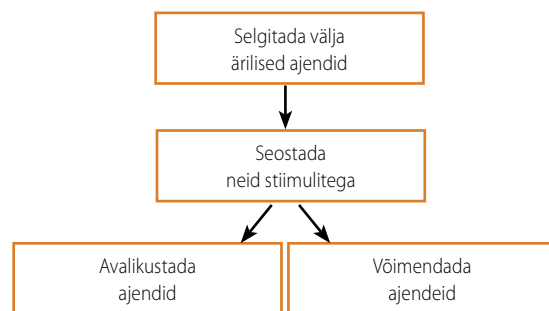 Selgitada välja
ärilised ajendid
Seostada
neid stiimulitega
Avalikustada
ajendid
Võimendada
ajendeid